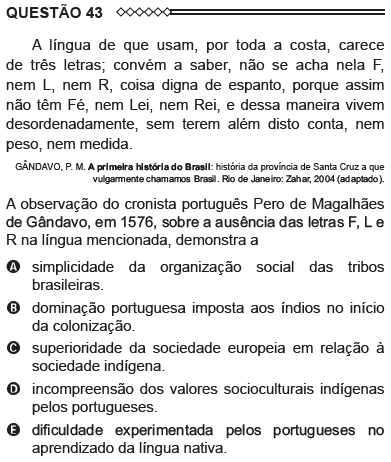 QUESTÃO 43
A língua de que usam, por toda a costa, carece
de três letras; convém a saber, não se acha nela F,
nem L, nem R, coisa digna de espanto, porque assim
não têm Fé, nem Lei, nem Rei, e dessa maneira vivem
desordenadamente, sem terem além disto conta, nem
peso, nem medida.
GÂNDAVO, P. M. A primeira história do Brasil: história da província de Santa Cruz a que
vulgarmente chamamos Brasil. Rio de Janeiro: Zahar, 2004 (adaptado).
A observação do cronista português Pero de Magalhães
de Gândavo, em 1576, sobre a ausência das letras F, L e
R na língua mencionada, demonstra a
A simplicidade da organização social das tribos
brasileiras.
B dominação portuguesa imposta aos índios no início
da colonização.
C superioridade da sociedade europeia em relação à
sociedade indígena.
D incompreensão dos valores socioculturais indígenas
pelos portugueses.
E dificuldade experimentada pelos portugueses no
aprendizado da língua nativa.